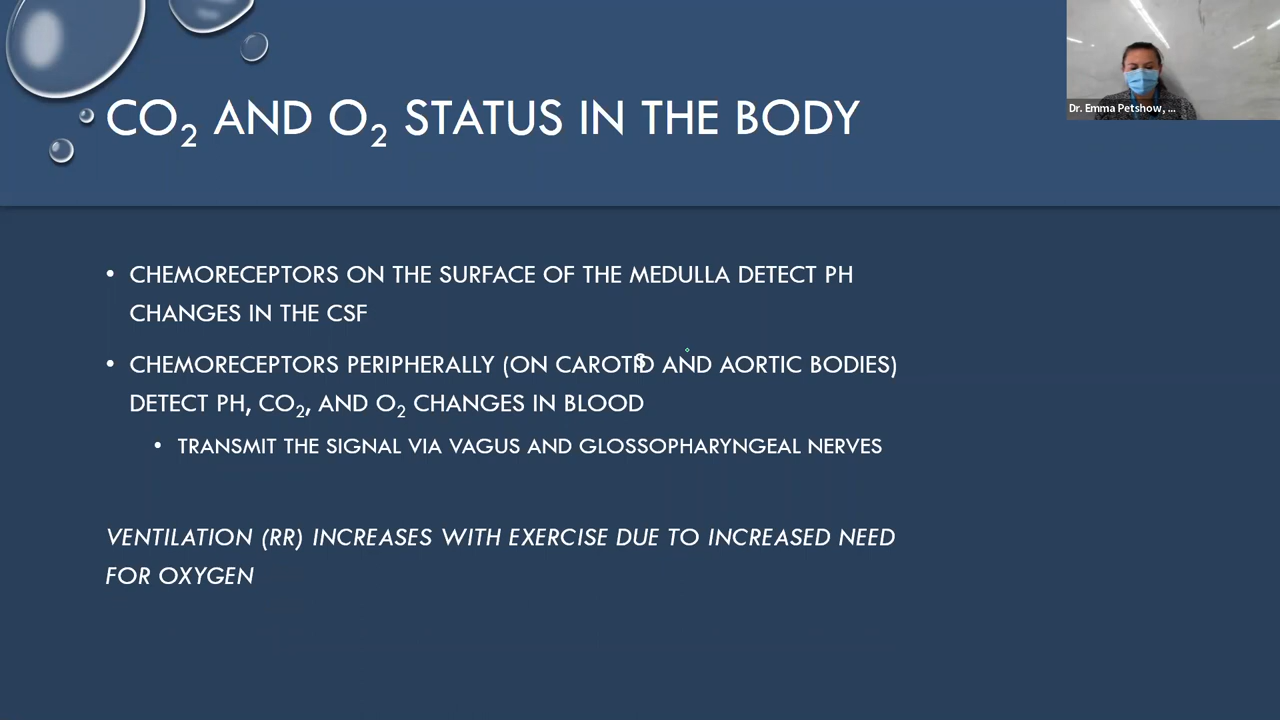 CO2 AND O2 STATUS IN THE BODY
Dr. Emma Petshow, ...
• CHEMORECEPTORS ON THE SURFACE OF THE MEDULLA DETECT PH
CHANGES IN THE CSF
• CHEMORECEPTORS PERIPHERALLY (ON CAROTID AND AORTIC BODIES)
DETECT PH, CO2, AND O2 CHANGES IN BLOOD
• TRANSMIT THE SIGNAL VIA VAGUS AND GLOSSOPHARYNGEAL NERVES
VENTILATION (RR) INCREASES WITH EXERCISE DUE TO INCREASED NEED
FOR OXYGEN